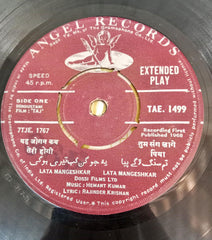 ANGEL RECORDS
SPEED
45 r.p.m.
EXTENDED
PLAY
SIDE ONE
HINDUSTANI
FILM: "TAJ"
TAE. 1499
7TJE. 1767
Recording First
Published 1968
तेरी होगी
तुम संग लागे
पिया
LATA MANGESHKAR
LATA MANGESHKAR
DOSSI FILMS LTD
MUSIC: HEMANT KUMAR
LYRIC: RAJINDER KRISHAN